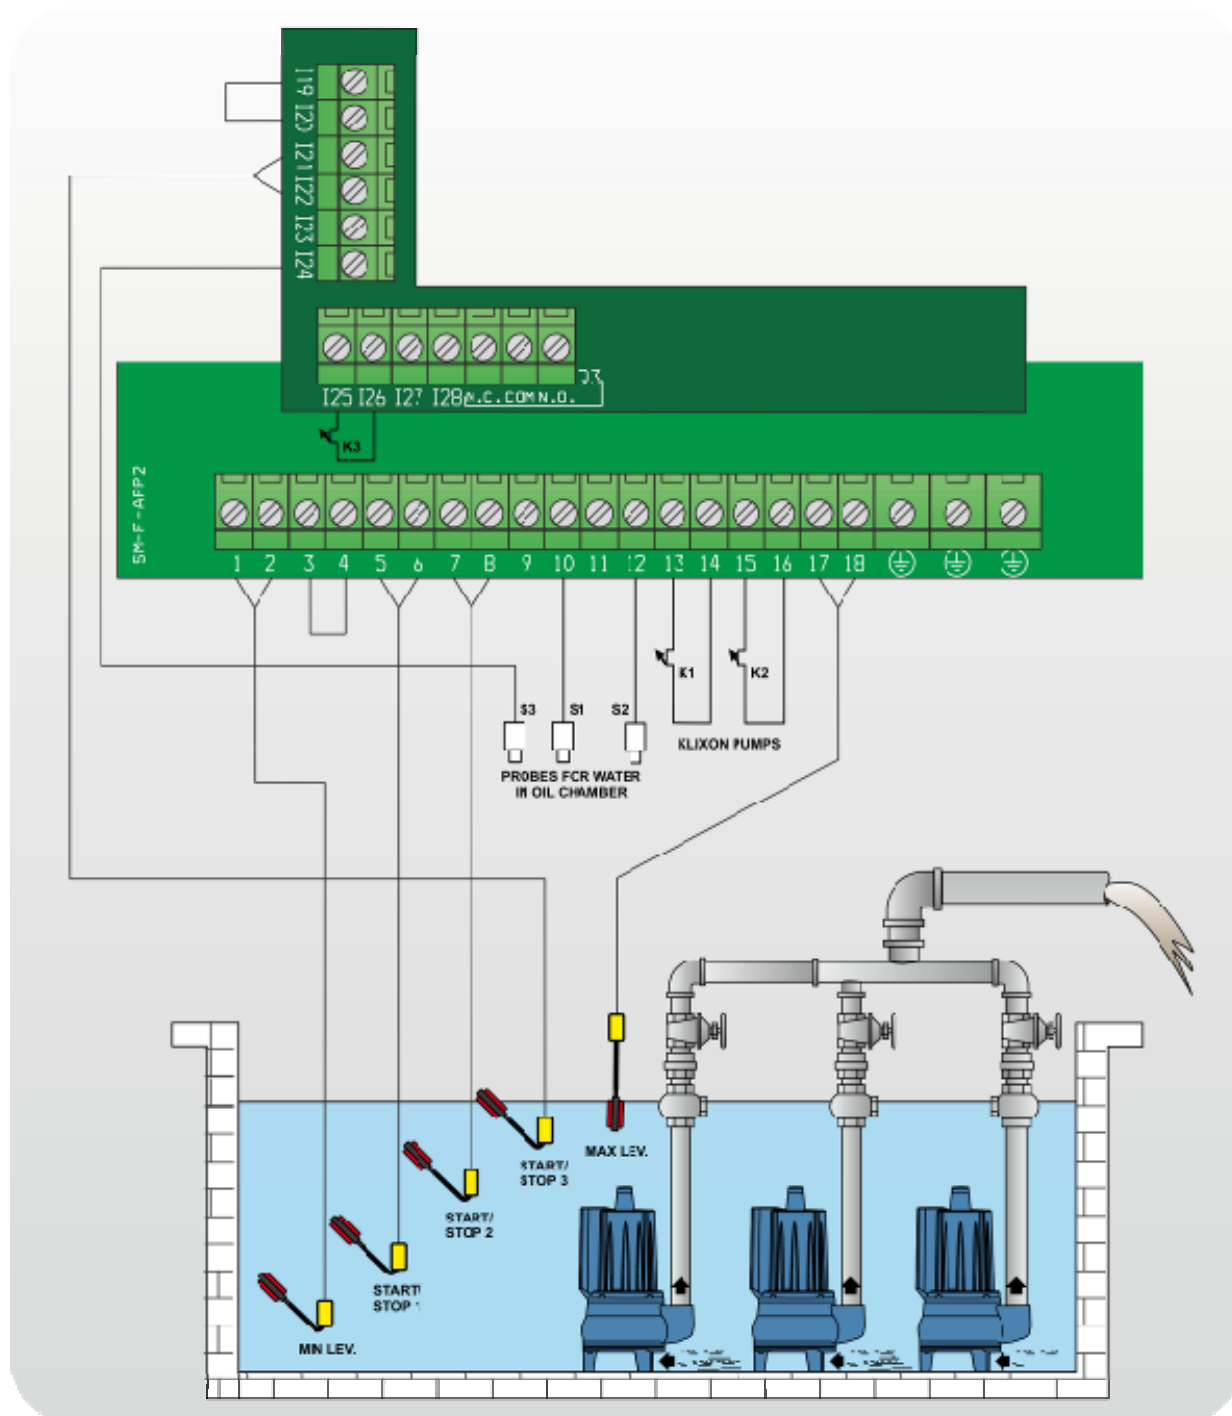 I19
I20
I21
I22
I23
I24
I25 I26 I27 I28 N.C. COM N.O.
K3
SM-F-AFP2
1 2 3 4 5 6 7 8 9 10 11 12 13 14 15 16 17 18
K1
K2
S3
S1
S2
KLIXON PUMPS
PROBES FOR WATER
IN OIL CHAMBER
MAX LEV.
START/
STOP 3
START/
STOP 2
START/
STOP 1
MIN LEV.